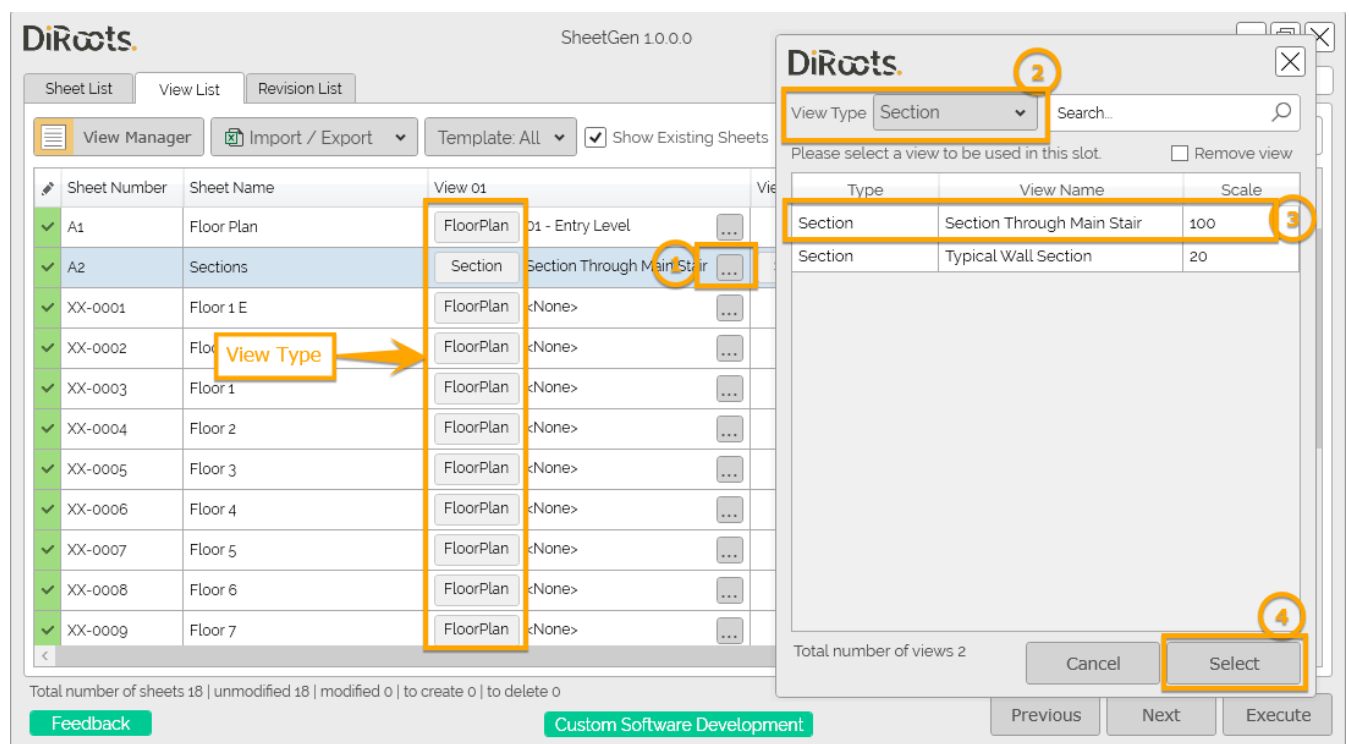 DiRoots.
SheetGen 1.0.0.0
Sheet List
View List
Revision List
View Manager
Import / Export
Template: All
Show Existing Sheets
Sheet Number Sheet Name View 01
A1 Floor Plan FloorPlan 01 - Entry Level ...
A2 Sections Section Section Through Main Stair ...
1
XX-0001 Floor 1 E FloorPlan <None> ...
XX-0002 FloorPlan <None> ...
View Type
XX-0003 Floor 1 FloorPlan <None> ...
XX-0004 Floor 2 FloorPlan <None> ...
XX-0005 Floor 3 FloorPlan <None> ...
XX-0006 Floor 4 FloorPlan <None> ...
XX-0007 Floor 5 FloorPlan <None> ...
XX-0008 Floor 6 FloorPlan <None> ...
XX-0009 Floor 7 FloorPlan <None> ...
Total number of sheets 18 | unmodified 18 | modified 0 | to create 0 | to delete 0
Feedback
Custom Software Development
Previous
Next
Execute
DiRoots.
2
View Type Section
Search...
Please select a view to be used in this slot.
Remove view
Type View Name Scale
Section Section Through Main Stair 100
3
Section Typical Wall Section 20
4
Total number of views 2
Cancel
Select